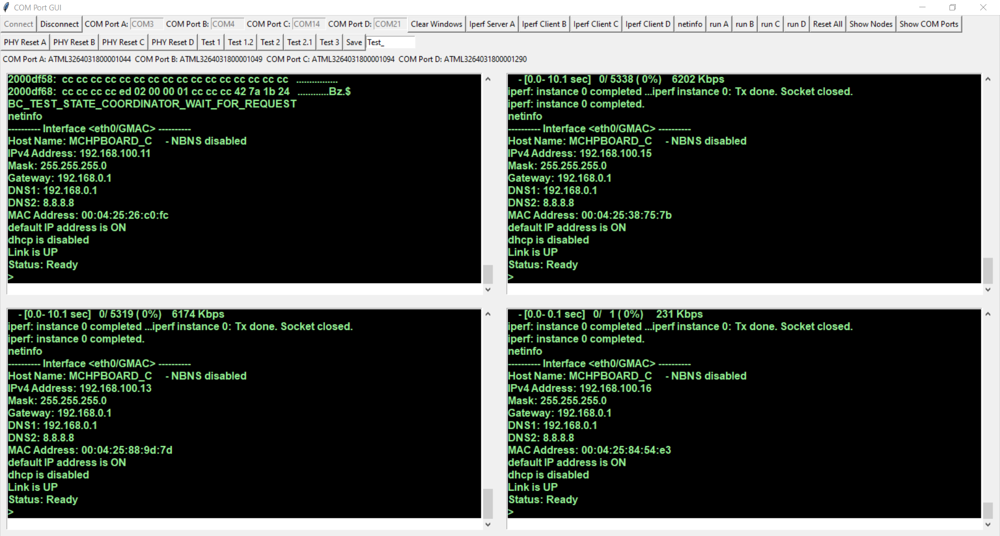 COM Port GUI
Connect Disconnect COM Port A: COM3 COM Port B: COM4 COM Port C: COM14 COM Port D: COM21 Clear Windows Iperf Server A Iperf Client B Iperf Client C Iperf Client D netinfo run A run B run C run D Reset All Show Nodes Show COM Ports
PHY Reset A PHY Reset B PHY Reset C PHY Reset D Test 1 Test 1.2 Test 2 Test 2.1 Test 3 Save Test_
COM Port A: ATML3264031800001044 COM Port B: ATML3264031800001049 COM Port C: ATML3264031800001094 COM Port D: ATML3264031800001290
2000df58: cc cc cc cc cc cc cc cc cc cc cc cc cc cc cc cc ................
2000df68: cc cc cc cc ed 02 00 00 01 cc cc cc 42 7a 1b 24 ............Bz.$
BC_TEST_STATE_COORDINATOR_WAIT_FOR_REQUEST
netinfo
---------- Interface <eth0/GMAC> ----------
Host Name: MCHPBOARD_C - NBNS disabled
IPv4 Address: 192.168.100.11
Mask: 255.255.255.0
Gateway: 192.168.0.1
DNS1: 192.168.0.1
DNS2: 8.8.8.8
MAC Address: 00:04:25:26:c0:fc
default IP address is ON
dhcp is disabled
Link is UP
Status: Ready
>
- [0.0- 10.1 sec] 0/ 5338 ( 0%) 6202 Kbps
iperf: instance 0 completed ...iperf instance 0: Tx done. Socket closed.
iperf: instance 0 completed.
netinfo
---------- Interface <eth0/GMAC> ----------
Host Name: MCHPBOARD_C - NBNS disabled
IPv4 Address: 192.168.100.15
Mask: 255.255.255.0
Gateway: 192.168.0.1
DNS1: 192.168.0.1
DNS2: 8.8.8.8
MAC Address: 00:04:25:38:75:7b
default IP address is ON
dhcp is disabled
Link is UP
Status: Ready
>
- [0.0- 10.1 sec] 0/ 5319 ( 0%) 6174 Kbps
iperf: instance 0 completed ...iperf instance 0: Tx done. Socket closed.
iperf: instance 0 completed.
netinfo
---------- Interface <eth0/GMAC> ----------
Host Name: MCHPBOARD_C - NBNS disabled
IPv4 Address: 192.168.100.13
Mask: 255.255.255.0
Gateway: 192.168.0.1
DNS1: 192.168.0.1
DNS2: 8.8.8.8
MAC Address: 00:04:25:88:9d:7d
default IP address is ON
dhcp is disabled
Link is UP
Status: Ready
>
- [0.0- 0.1 sec] 0/ 1 ( 0%) 231 Kbps
iperf: instance 0 completed ...iperf instance 0: Tx done. Socket closed.
iperf: instance 0 completed.
netinfo
---------- Interface <eth0/GMAC> ----------
Host Name: MCHPBOARD_C - NBNS disabled
IPv4 Address: 192.168.100.16
Mask: 255.255.255.0
Gateway: 192.168.0.1
DNS1: 192.168.0.1
DNS2: 8.8.8.8
MAC Address: 00:04:25:84:54:e3
default IP address is ON
dhcp is disabled
Link is UP
Status: Ready
>